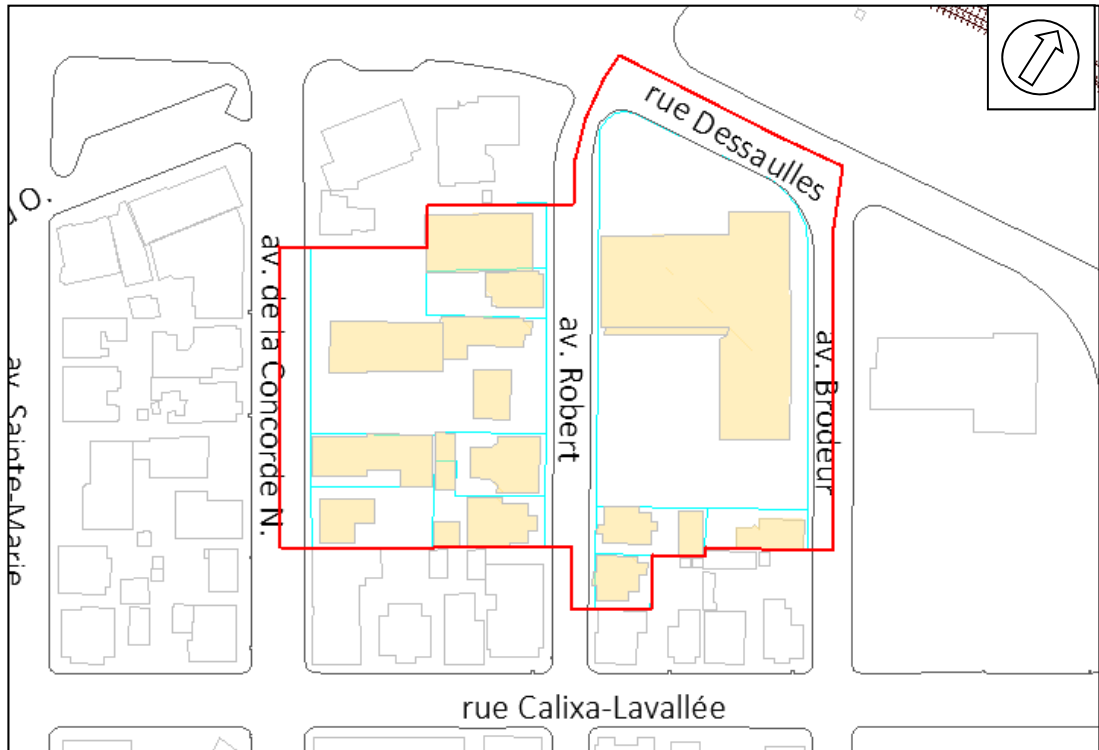 rue Dessaulles
O.
av. de la Concorde N.
av. Robert
av. Brodeur
av. Sainte-Marie
rue Calixa-Lavallée